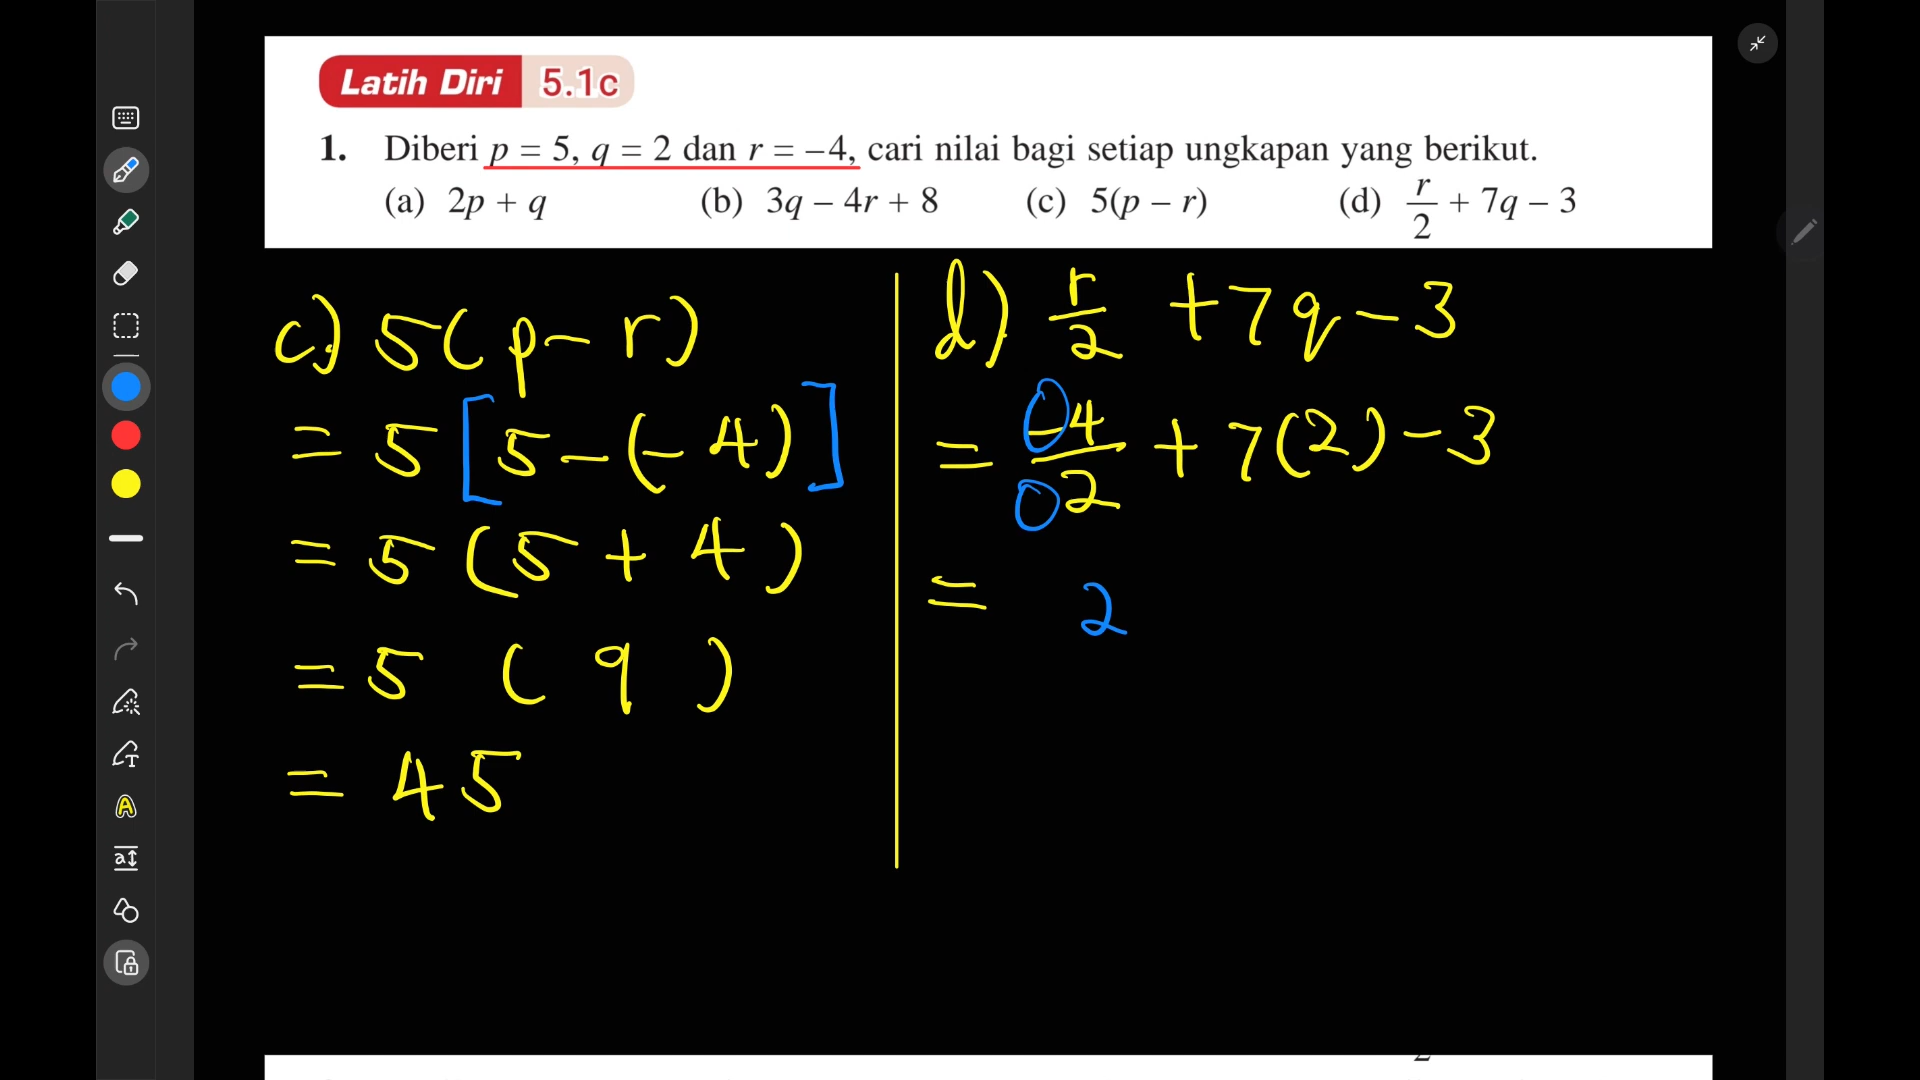 Latih Diri 5.1c
1. Diberi p = 5, q = 2 dan r = −4, cari nilai bagi setiap ungkapan yang berikut.
(a) 2p + q (b) 3q − 4r + 8 (c) 5(p − r) (d) r/2 + 7q − 3
c) 5(p − r)
= 5[5 − (−4)]
= 5(5 + 4)
= 5(9)
= 45
d) r/2 + 7q − 3
= −4/2 + 7(2) − 3
= 2